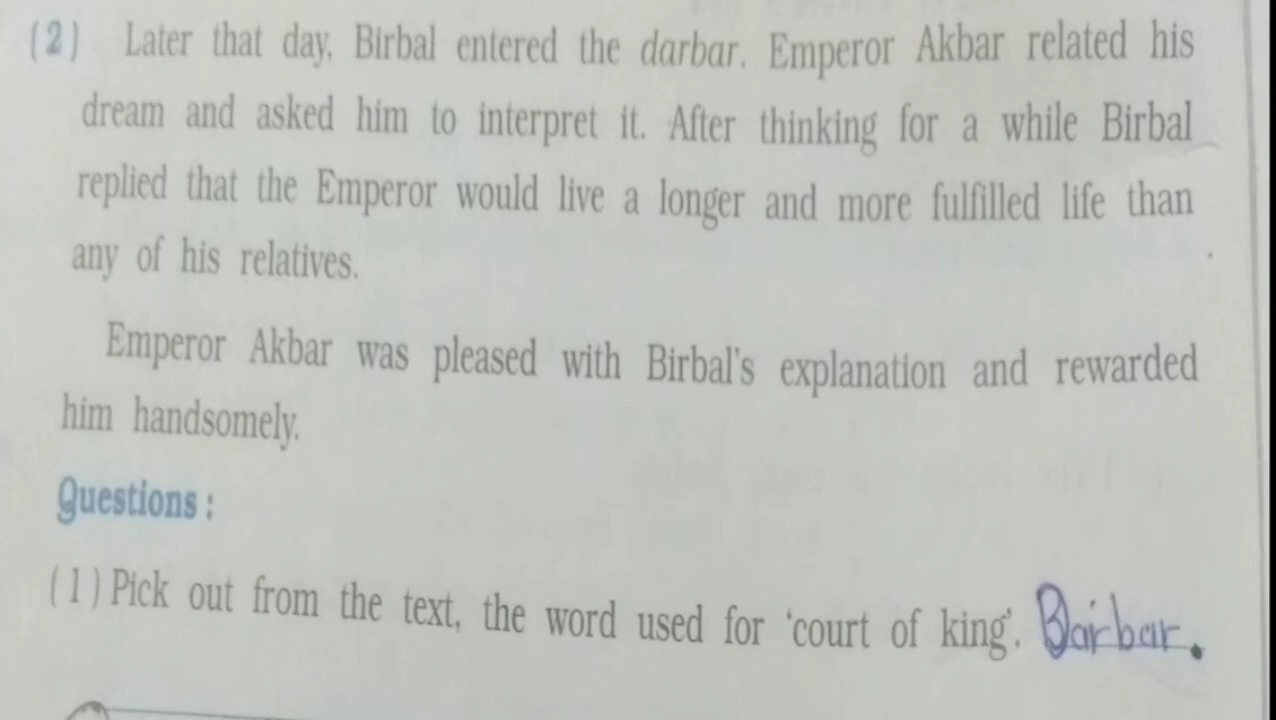 (2) Later that day, Birbal entered the darbar. Emperor Akbar related his
dream and asked him to interpret it. After thinking for a while Birbal
replied that the Emperor would live a longer and more fulfilled life than
any of his relatives.
Emperor Akbar was pleased with Birbal's explanation and rewarded
him handsomely.
Questions :
(1) Pick out from the text, the word used for 'court of king'. Barbar.